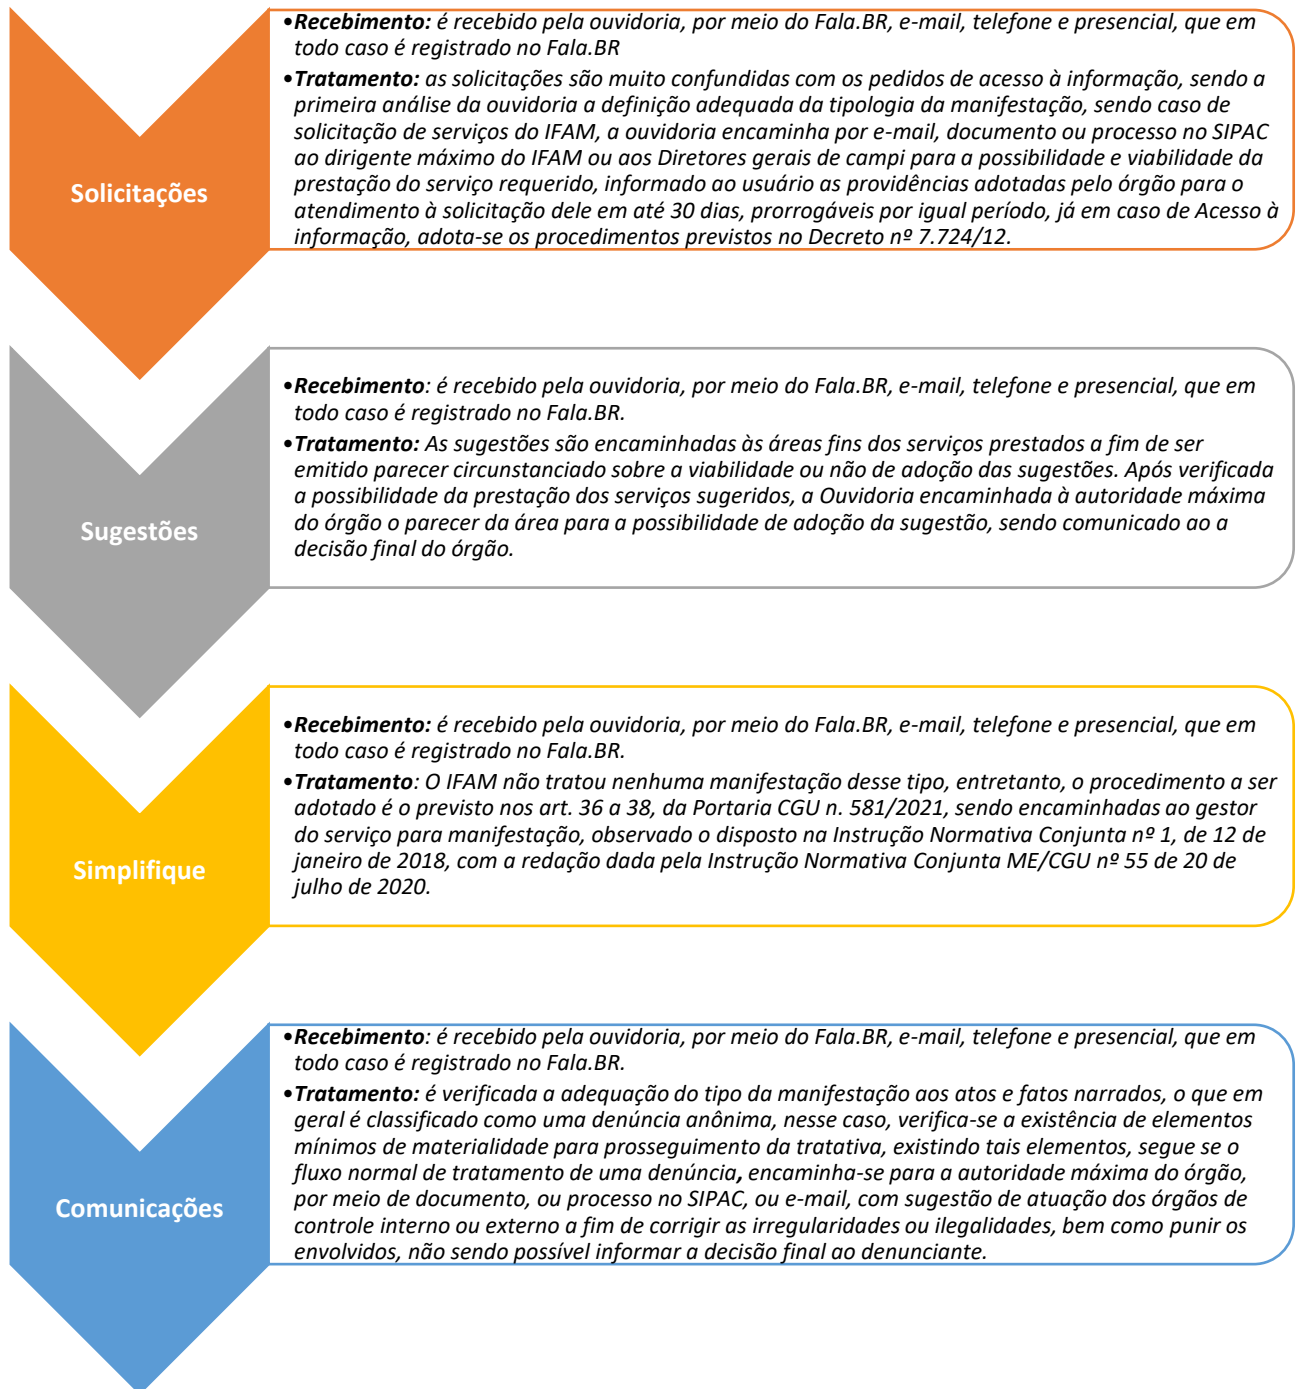 •Recebimento: é recebido pela ouvidoria, por meio do Fala.BR, e-mail, telefone e presencial, que em
todo caso é registrado no Fala.BR
•Tratamento: as solicitações são muito confundidas com os pedidos de acesso à informação, sendo a
primeira análise da ouvidoria a definição adequada da tipologia da manifestação, sendo caso de
solicitação de serviços do IFAM, a ouvidoria encaminha por e-mail, documento ou processo no SIPAC
ao dirigente máximo do IFAM ou aos Diretores gerais de campi para a possibilidade e viabilidade da
prestação do serviço requerido, informado ao usuário as providências adotadas pelo órgão para o
atendimento à solicitação dele em até 30 dias, prorrogáveis por igual período, já em caso de Acesso à
informação, adota-se os procedimentos previstos no Decreto nº 7.724/12.
Solicitações
•Recebimento: é recebido pela ouvidoria, por meio do Fala.BR, e-mail, telefone e presencial, que em
todo caso é registrado no Fala.BR.
•Tratamento: As sugestões são encaminhadas às áreas fins dos serviços prestados a fim de ser
emitido parecer circunstanciado sobre a viabilidade ou não de adoção das sugestões. Após verificada
a possibilidade da prestação dos serviços sugeridos, a Ouvidoria encaminhada à autoridade máxima
do órgão o parecer da área para a possibilidade de adoção da sugestão, sendo comunicado ao a
decisão final do órgão.
Sugestões
•Recebimento: é recebido pela ouvidoria, por meio do Fala.BR, e-mail, telefone e presencial, que em
todo caso é registrado no Fala.BR.
•Tratamento: O IFAM não tratou nenhuma manifestação desse tipo, entretanto, o procedimento a ser
adotado é o previsto nos art. 36 a 38, da Portaria CGU n. 581/2021, sendo encaminhadas ao gestor
do serviço para manifestação, observado o disposto na Instrução Normativa Conjunta nº 1, de 12 de
janeiro de 2018, com a redação dada pela Instrução Normativa Conjunta ME/CGU nº 55 de 20 de
julho de 2020.
Simplifique
•Recebimento: é recebido pela ouvidoria, por meio do Fala.BR, e-mail, telefone e presencial, que em
todo caso é registrado no Fala.BR.
•Tratamento: é verificada a adequação do tipo da manifestação aos atos e fatos narrados, o que em
geral é classificado como uma denúncia anônima, nesse caso, verifica-se a existência de elementos
mínimos de materialidade para prosseguimento da tratativa, existindo tais elementos, segue se o
fluxo normal de tratamento de uma denúncia, encaminha-se para a autoridade máxima do órgão,
por meio de documento, ou processo no SIPAC, ou e-mail, com sugestão de atuação dos órgãos de
controle interno ou externo a fim de corrigir as irregularidades ou ilegalidades, bem como punir os
envolvidos, não sendo possível informar a decisão final ao denunciante.
Comunicações